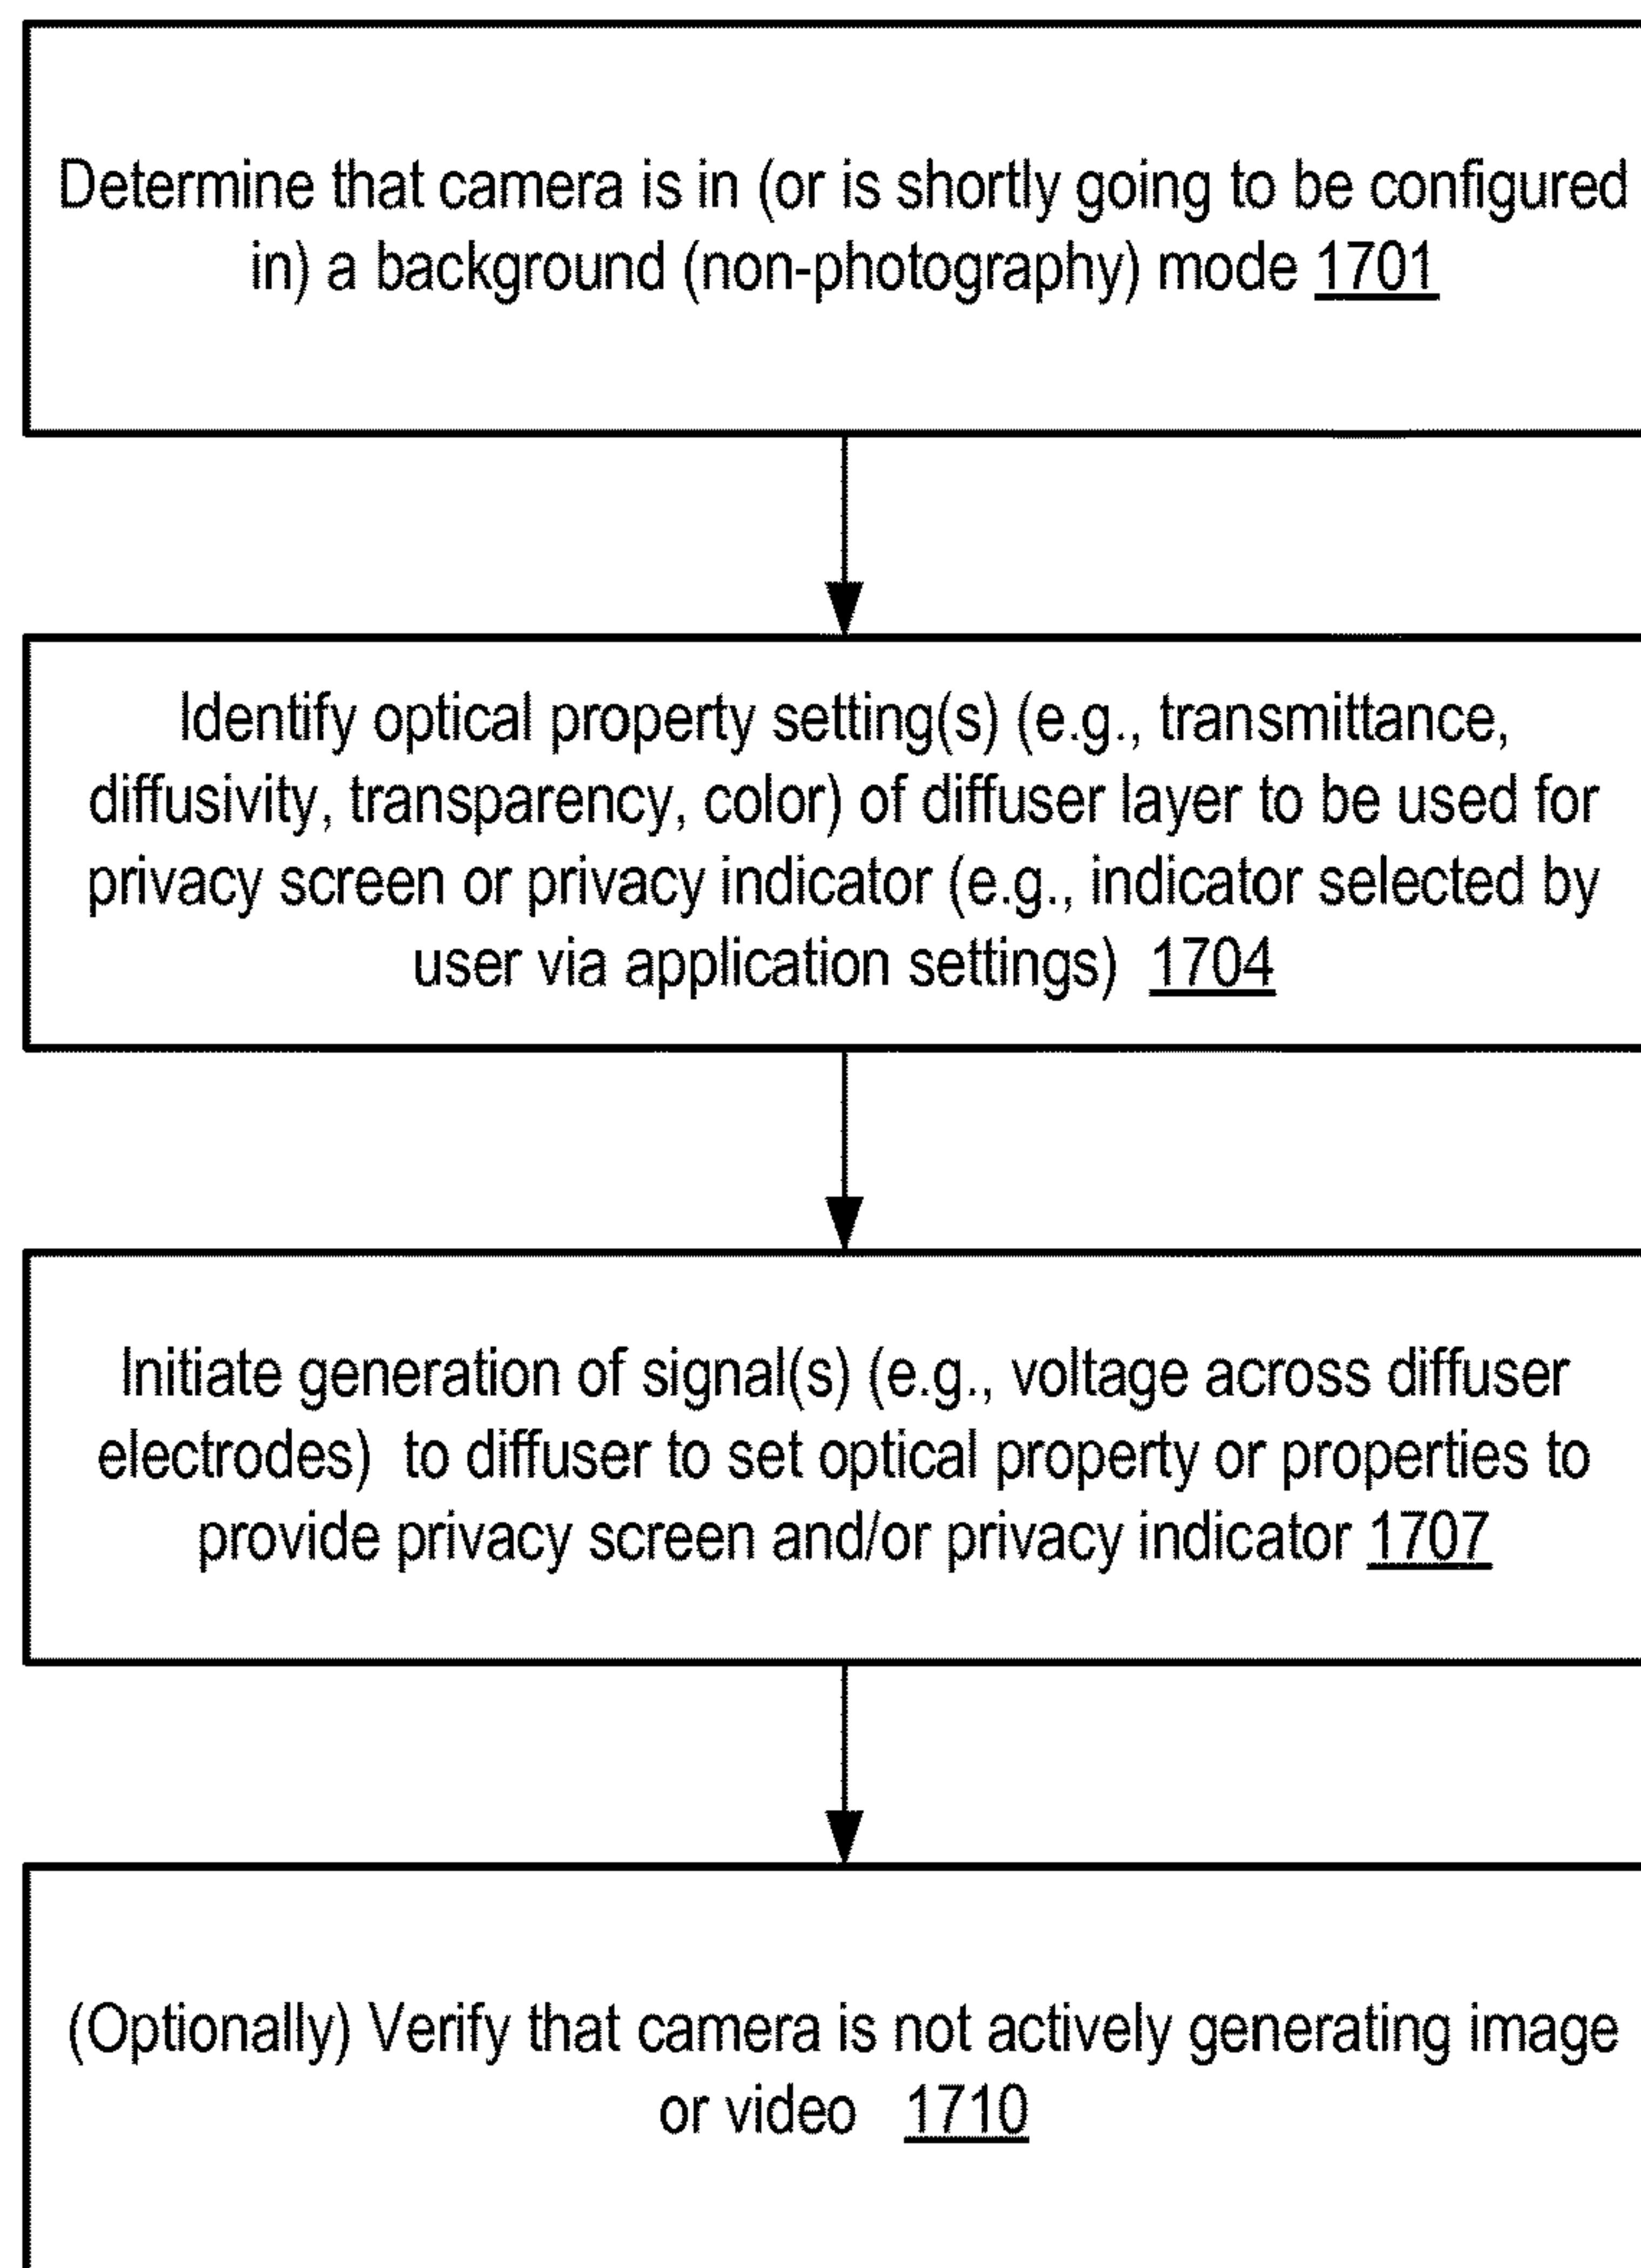 Determine that camera is in (or is shortly going to be configured
in) a background (non-photography) mode 1701
Identify optical property setting(s) (e.g., transmittance,
diffusivity, transparency, color) of diffuser layer to be used for
privacy screen or privacy indicator (e.g., indicator selected by
user via application settings) 1704
Initiate generation of signal(s) (e.g., voltage across diffuser
electrodes) to diffuser to set optical property or properties to
provide privacy screen and/or privacy indicator 1707
(Optionally) Verify that camera is not actively generating image
or video 1710